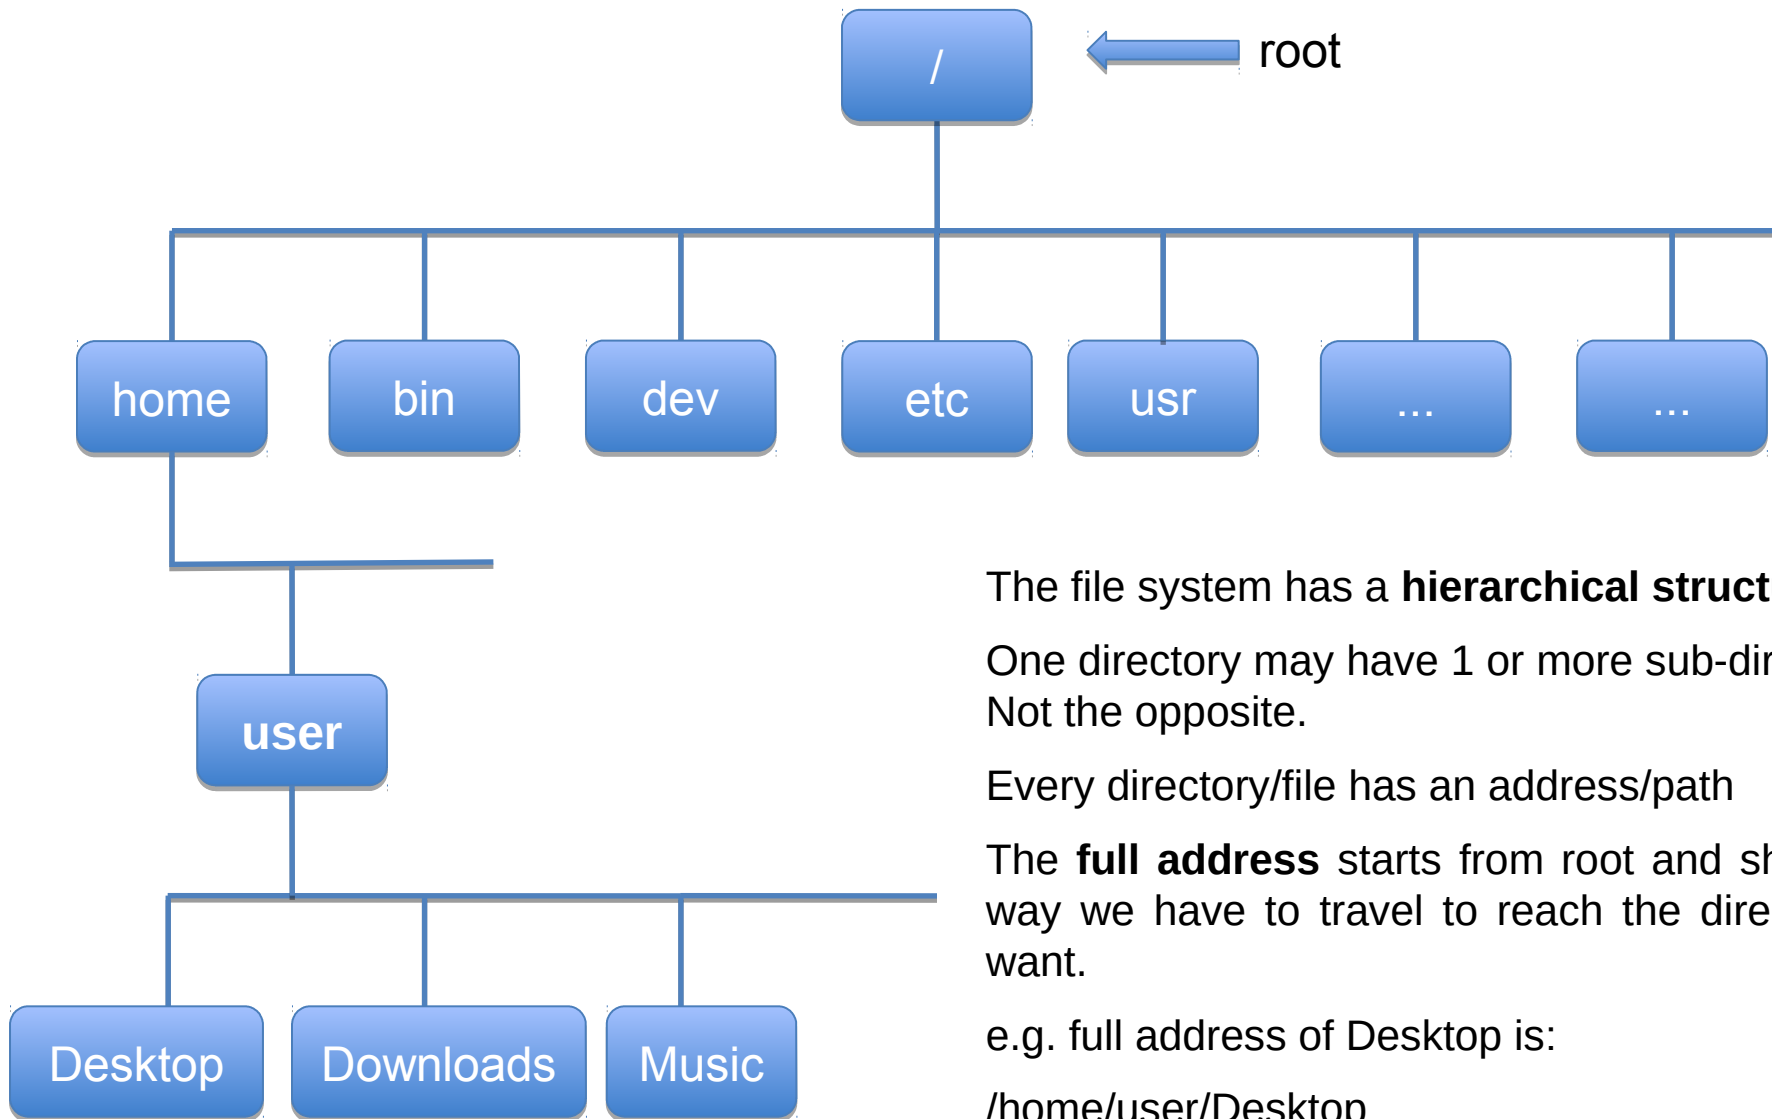 /
root
home
bin
dev
etc
usr
...
...
user
Desktop
Downloads
Music
The file system has a hierarchical struct
One directory may have 1 or more sub-dir
Not the opposite.
Every directory/file has an address/path
The full address starts from root and sh
way we have to travel to reach the dire
want.
e.g. full address of Desktop is:
/home/user/Desktop